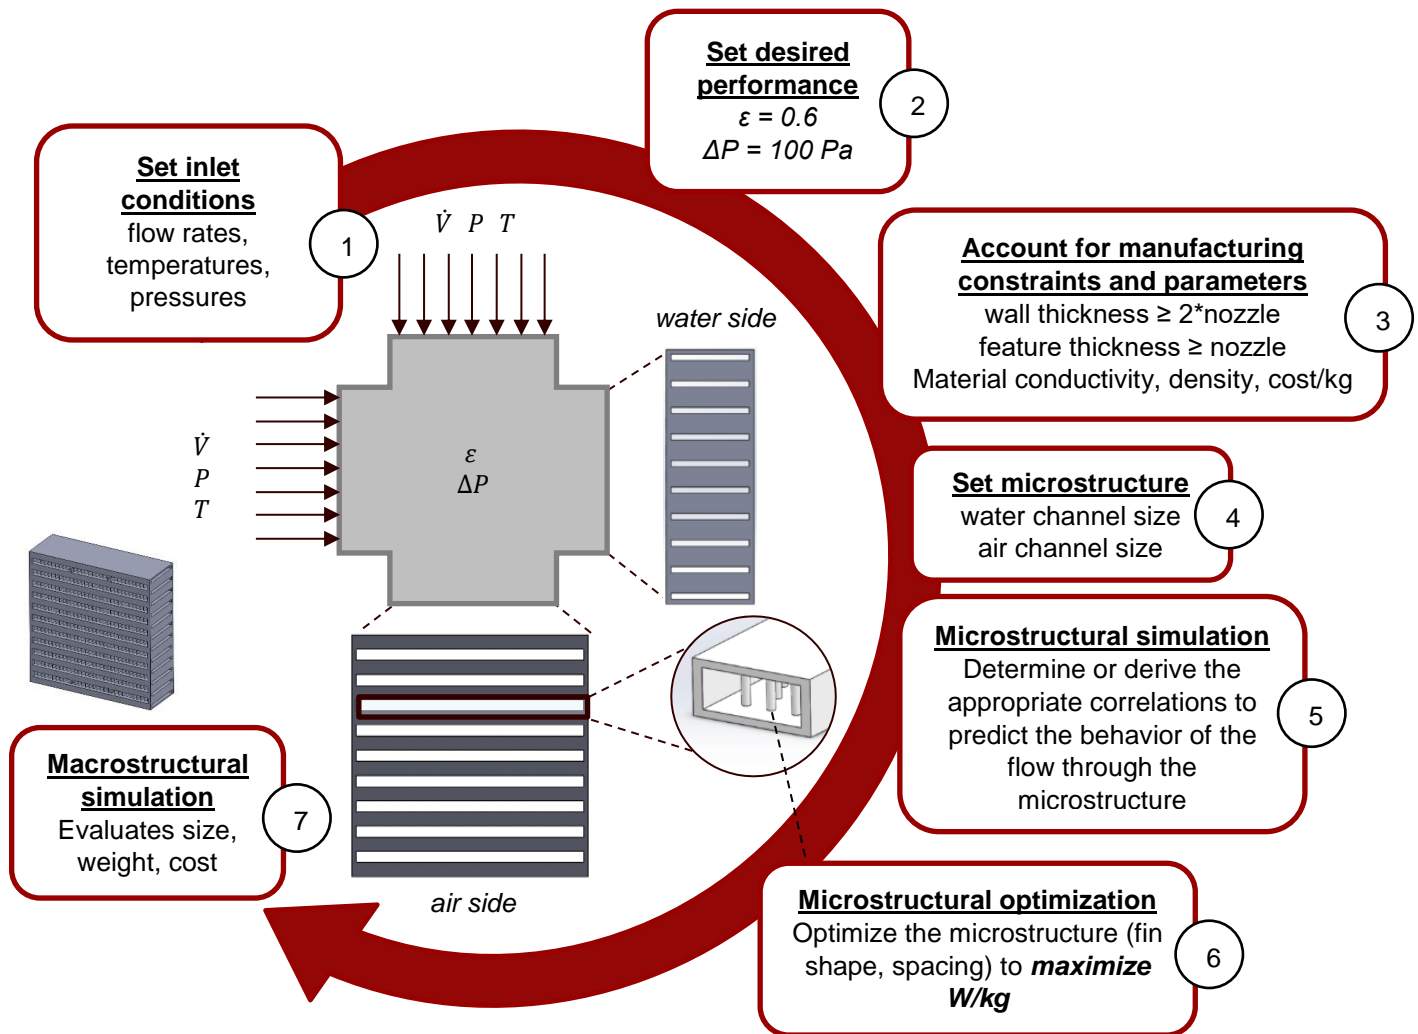 Set inlet
conditions
flow rates,
temperatures,
pressures
1
Set desired
performance
ε = 0.6
ΔP = 100 Pa
2
Account for manufacturing
constraints and parameters
wall thickness ≥ 2*nozzle
feature thickness ≥ nozzle
Material conductivity, density, cost/kg
3
Set microstructure
water channel size
air channel size
4
Microstructural simulation
Determine or derive the
appropriate correlations to
predict the behavior of the
flow through the
microstructure
5
Microstructural optimization
Optimize the microstructure (fin
shape, spacing) to maximize
W/kg
6
Macrostructural
simulation
Evaluates size,
weight, cost
7
V̇ P T
V̇
P
T
ε
ΔP
water side
air side